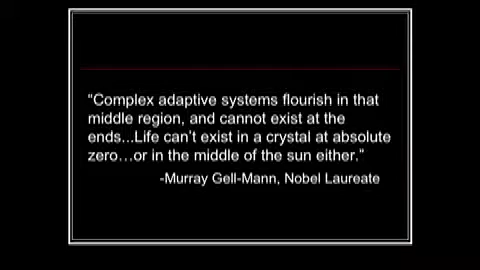 “Complex adaptive systems flourish in that
middle region, and cannot exist at the
ends...Life can’t exist in a crystal at absolute
zero…or in the middle of the sun either.”
-Murray Gell-Mann, Nobel Laureate